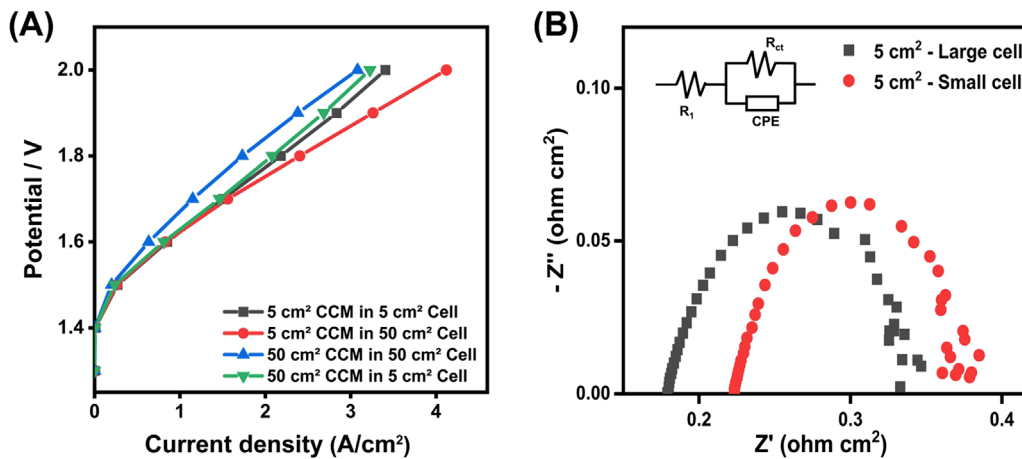 (A)
2.0
1.8
1.6
1.4
Potential / V
0
1
2
3
4
Current density (A/cm²)
5 cm² CCM in 5 cm² Cell
5 cm² CCM in 50 cm² Cell
50 cm² CCM in 50 cm² Cell
50 cm² CCM in 5 cm² Cell
(B)
0.10
0.05
0.00
- Z'' (ohm cm²)
0.2
0.3
0.4
Z' (ohm cm²)
R₁
Rct
CPE
5 cm² - Large cell
5 cm² - Small cell